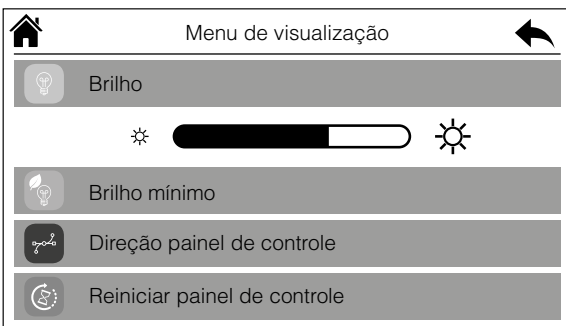 Menu de visualização
Brilho
Brilho mínimo
Direção painel de controle
Reiniciar painel de controle